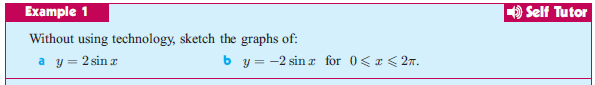 Example 1 Self Tutor
Without using technology, sketch the graphs of:
a y = 2 sin x b y = −2 sin x for 0 ⩽ x ⩽ 2π.